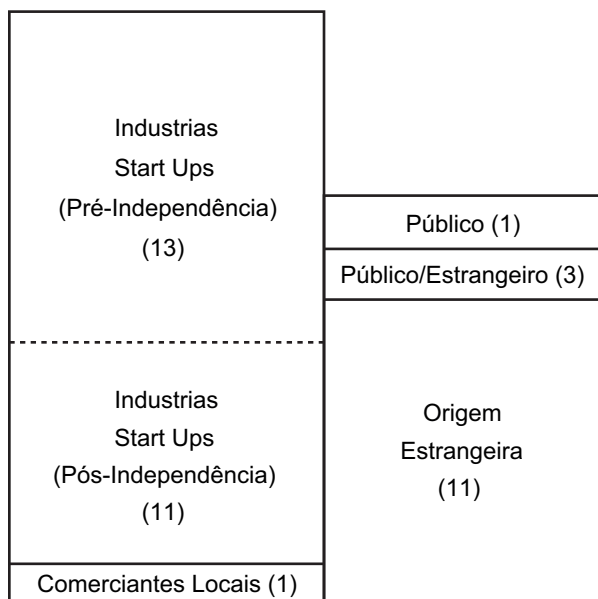 Industrias
Start Ups
(Pré-Independência)
(13)
Público (1)
Público/Estrangeiro (3)
Industrias
Start Ups
(Pós-Independência)
(11)
Origem
Estrangeira
(11)
Comerciantes Locais (1)